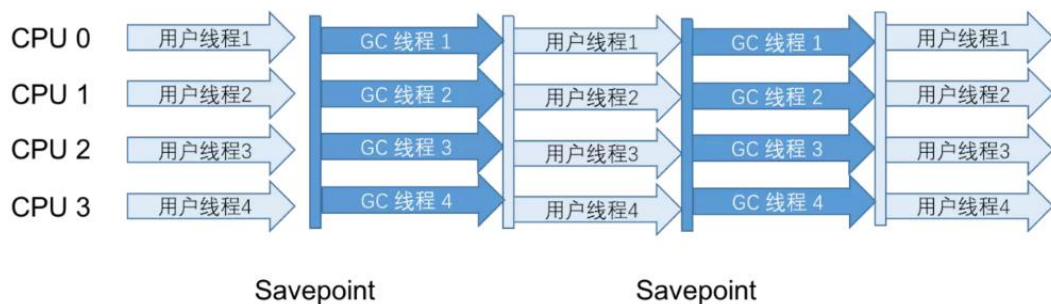 CPU 0 用户线程1 GC 线程 1 用户线程1 GC 线程 1 用户线程1
CPU 1 用户线程2 GC 线程 2 用户线程2 GC 线程 2 用户线程2
CPU 2 用户线程3 GC 线程 3 用户线程3 GC 线程 3 用户线程3
CPU 3 用户线程4 GC 线程 4 用户线程4 GC 线程 4 用户线程4
Savepoint Savepoint